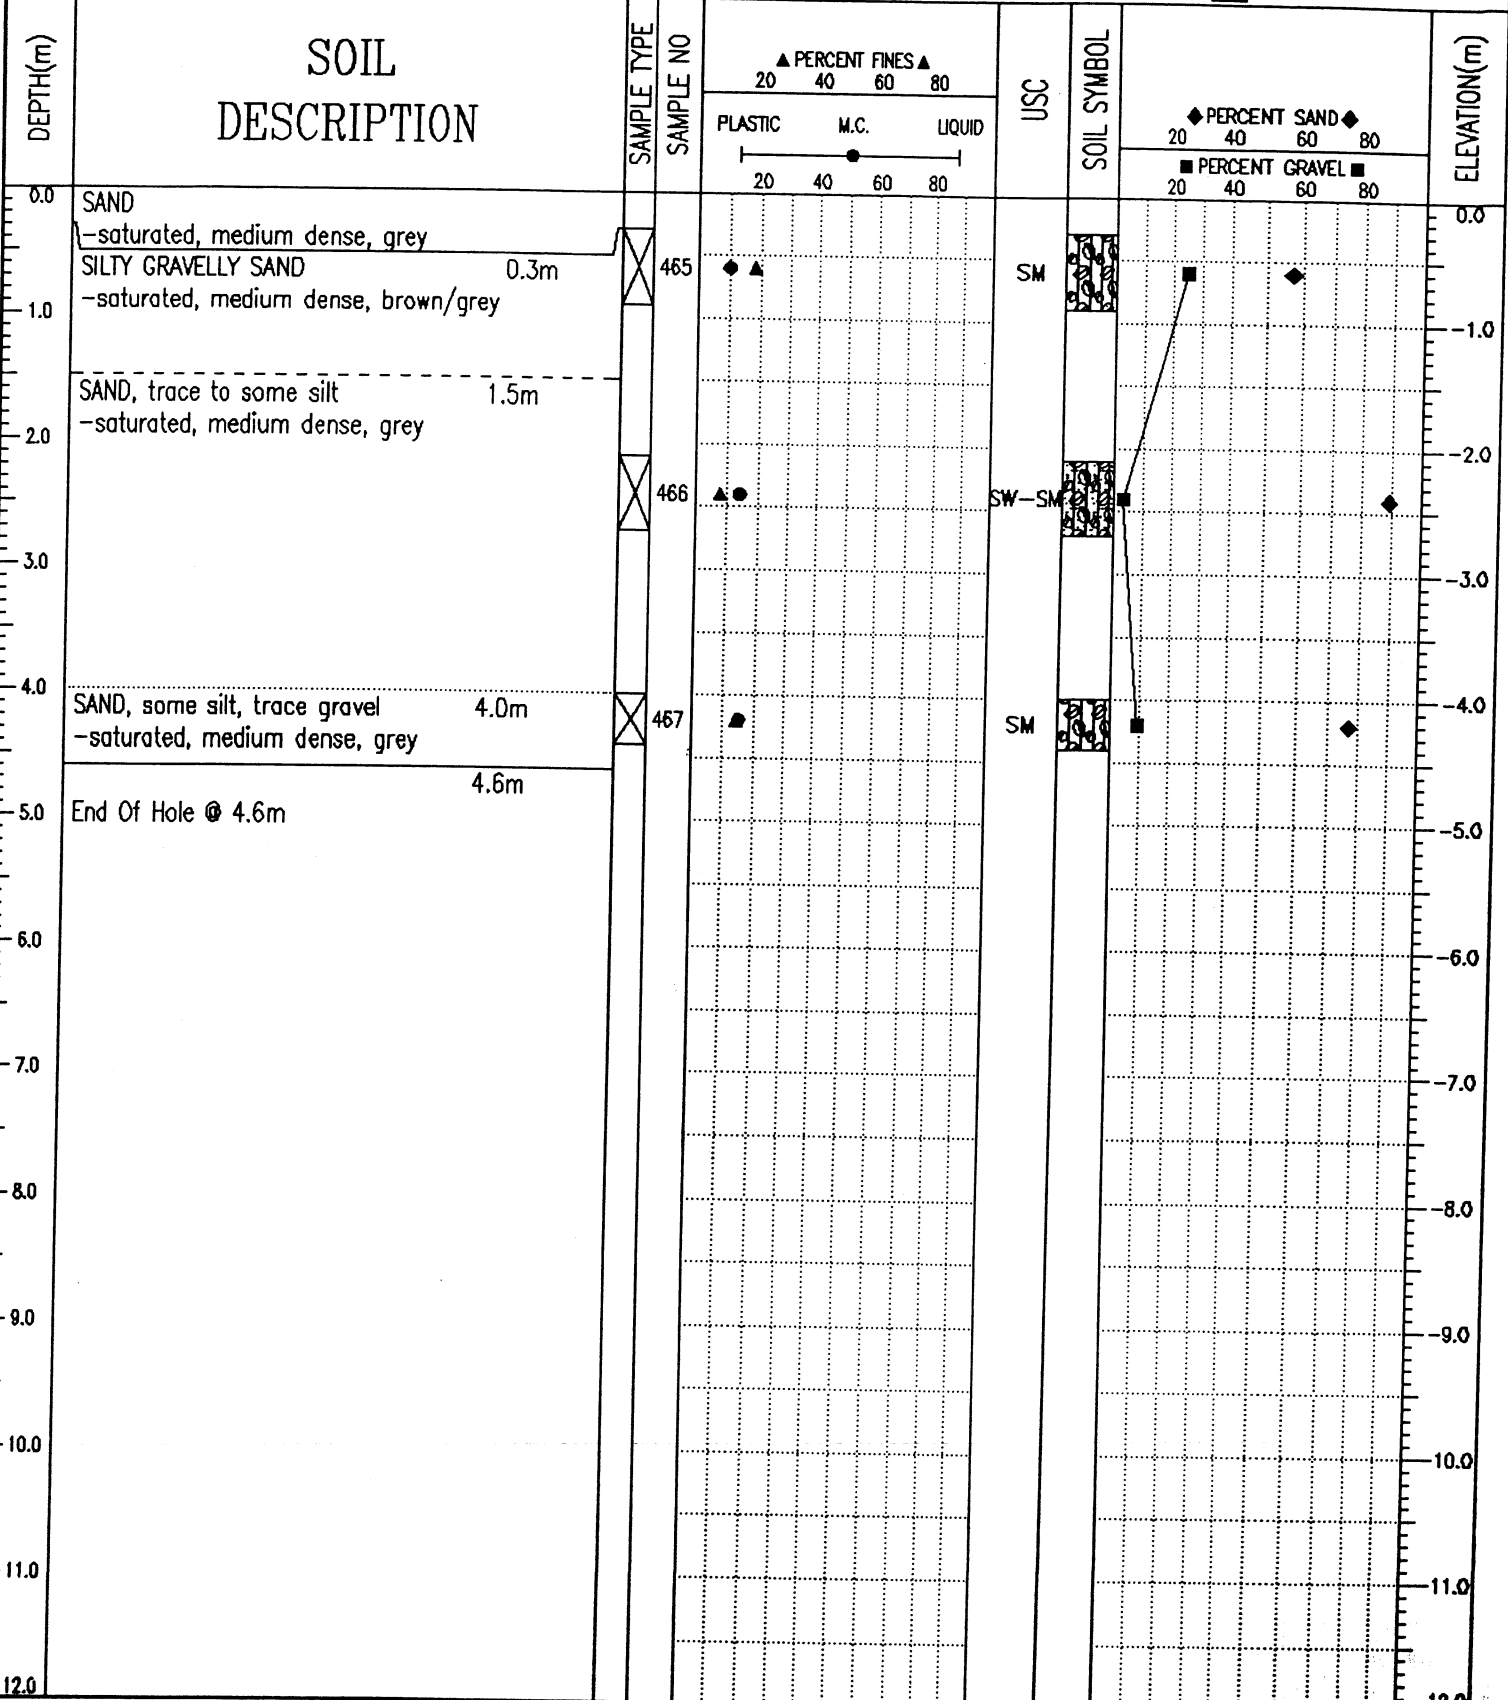 DEPTH(m)
SOIL
DESCRIPTION
SAMPLE TYPE
SAMPLE NO
▲ PERCENT FINES ▲
20 40 60 80
PLASTIC M.C. LIQUID
20 40 60 80
USC
SOIL SYMBOL
◆ PERCENT SAND ◆
20 40 60 80
■ PERCENT GRAVEL ■
20 40 60 80
ELEVATION(m)
0.0
SAND
-saturated, medium dense, grey
0.0
SILTY GRAVELLY SAND 0.3m
465
SM
-saturated, medium dense, brown/grey
1.0
-1.0
SAND, trace to some silt 1.5m
-saturated, medium dense, grey
2.0
-2.0
466
SW-SM
3.0
-3.0
4.0
SAND, some silt, trace gravel 4.0m
-4.0
467
SM
-saturated, medium dense, grey
4.6m
5.0
End Of Hole @ 4.6m
-5.0
6.0
-6.0
7.0
-7.0
8.0
-8.0
9.0
-9.0
10.0
-10.0
11.0
-11.0
12.0